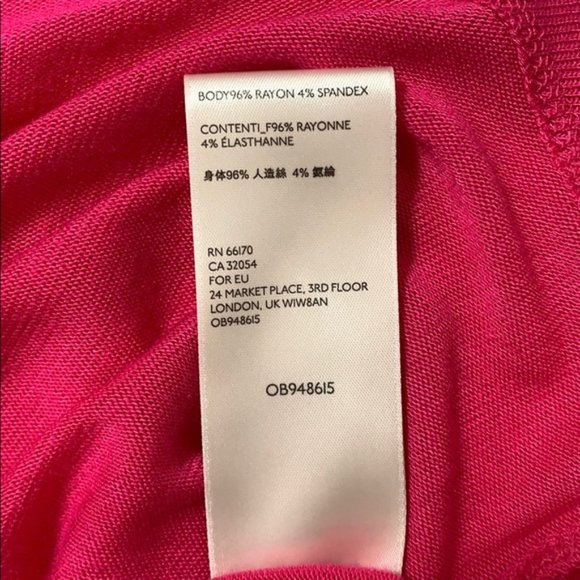 BODY96% RAYON 4% SPANDEX
CONTENTI_F96% RAYONNE
4% ÉLASTHANNE
身体96% 人造絲 4% 氨綸
RN 66170
CA 32054
FOR EU
24 MARKET PLACE, 3RD FLOOR
LONDON, UK W1W8AN
OB948615
OB948615